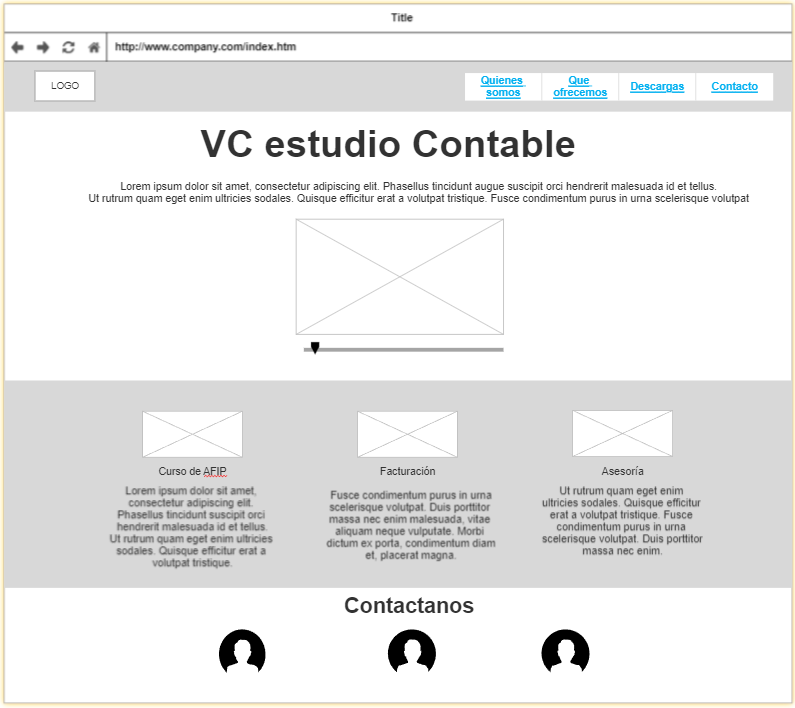 Title
http://www.company.com/index.htm
LOGO
Quienes somos
Que ofrecemos
Descargas
Contacto
VC estudio Contable
Lorem ipsum dolor sit amet, consectetur adipiscing elit. Phasellus tincidunt augue suscipit orci hendrerit malesuada id et tellus.
Ut rutrum quam eget enim ultricies sodales. Quisque efficitur erat a volutpat tristique. Fusce condimentum purus in urna scelerisque volutpat
Curso de AFIP
Lorem ipsum dolor sit amet,
consectetur adipiscing elit.
Phasellus tincidunt suscipit orci
hendrerit malesuada id et tellus.
Ut rutrum quam eget enim ultricies
sodales. Quisque efficitur erat a
volutpat tristique.
Facturación
Fusce condimentum purus in urna
scelerisque volutpat. Duis porttitor
massa nec enim malesuada, vitae
aliquam neque vulputate. Morbi
dictum ex porta, condimentum diam
et, placerat magna.
Asesoría
Ut rutrum quam eget enim
ultricies sodales. Quisque efficitur
erat a volutpat tristique. Fusce
condimentum purus in urna
scelerisque volutpat. Duis porttitor
massa nec enim.
Contactanos